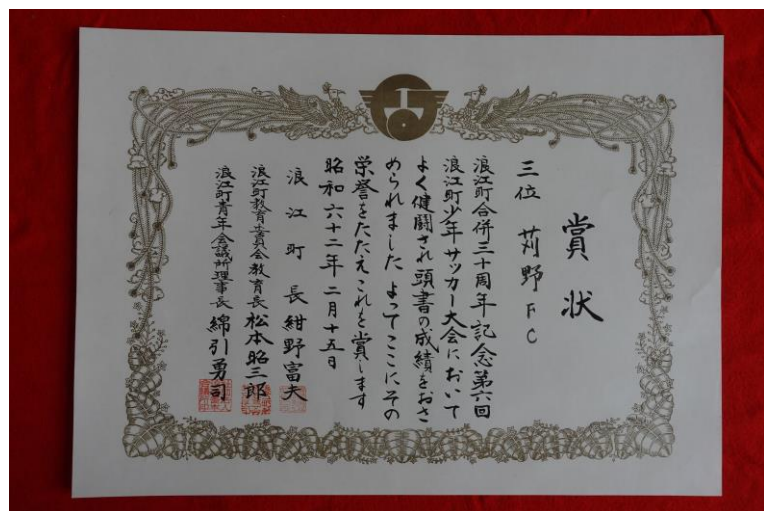 賞状
三位 苅野FC
浪江町合併三十周年記念第六回
浪江町少年サッカー大会において
よく健闘され頭書の成績をおさ
められました よってここにその
栄誉をたたえこれを賞します
昭和六十二年二月十五日
浪江町長 紺野富夫
浪江町教育委員会教育長 松本昭三郎
浪江町青年会議所理事長 綿引勇司